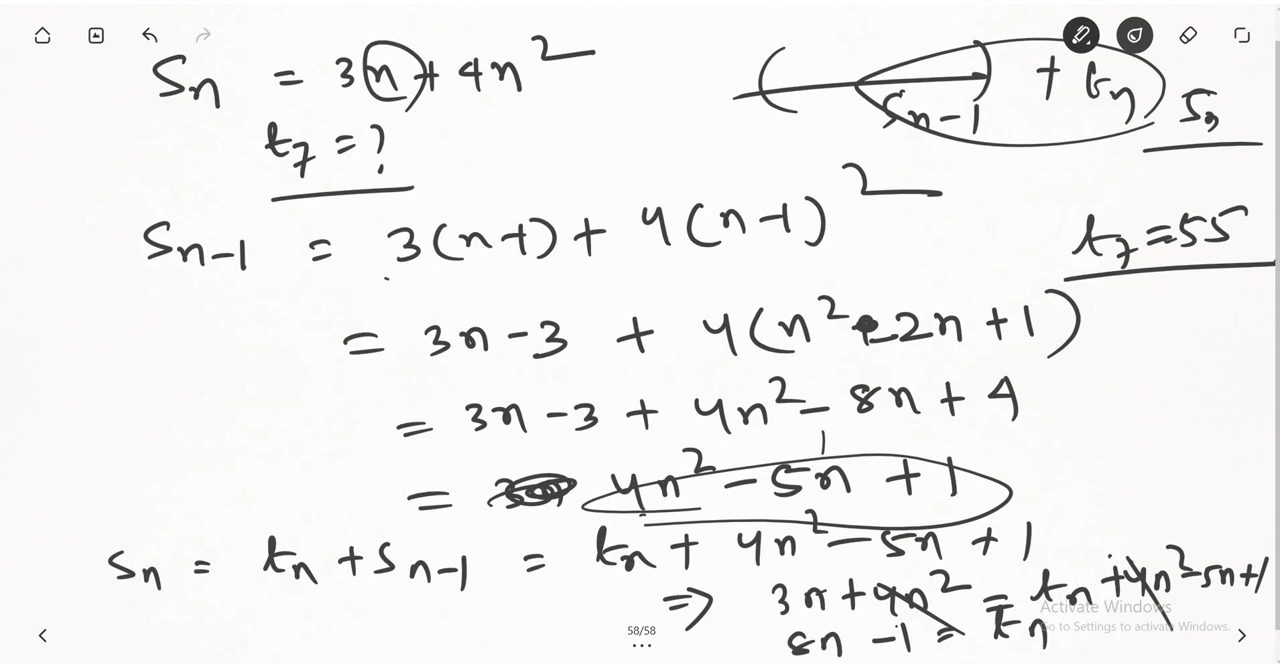 Sn = 3n + 4n²
( Sn-1 ) + tn
Sn
t7 = ?
Sn-1 = 3(n-1) + 4(n-1)²
t7 = 55
= 3n - 3 + 4(n² - 2n + 1)
= 3n - 3 + 4n² - 8n + 4
= 4n² - 5n + 1
Sn = tn + Sn-1 = tn + 4n² - 5n + 1
⇒ 3n + 4n² = tn + 4n² - 5n + 1
8n - 1 = tn
Activate Windows
Go to Settings to activate Windows.
58/58